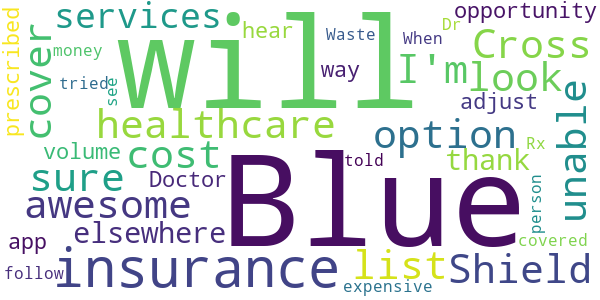 prescribed
services
cover
money
tried
see
Will
hear
Waste
When
Dr
opportunity
way
I'm
Cross
look
adjust
healthcare
volume
cost
sure
Doctor
awesome
elsewhere
app
follow
insurance
Blue
told
option
thank
Rx
unable
person
covered
list
Shield
expensive